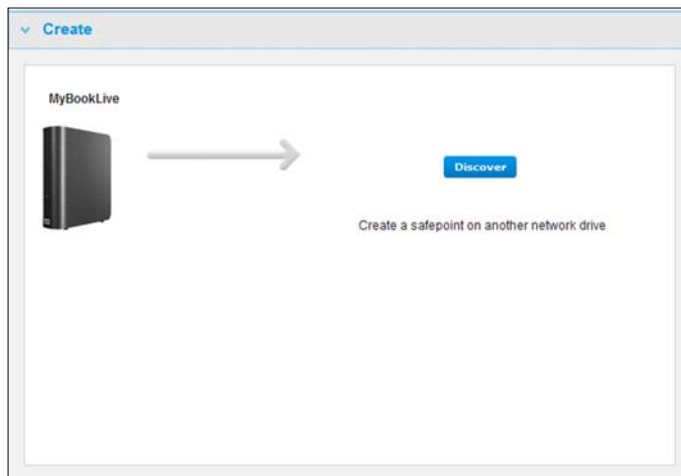 Create
MyBookLive
Discover
Create a safepoint on another network drive